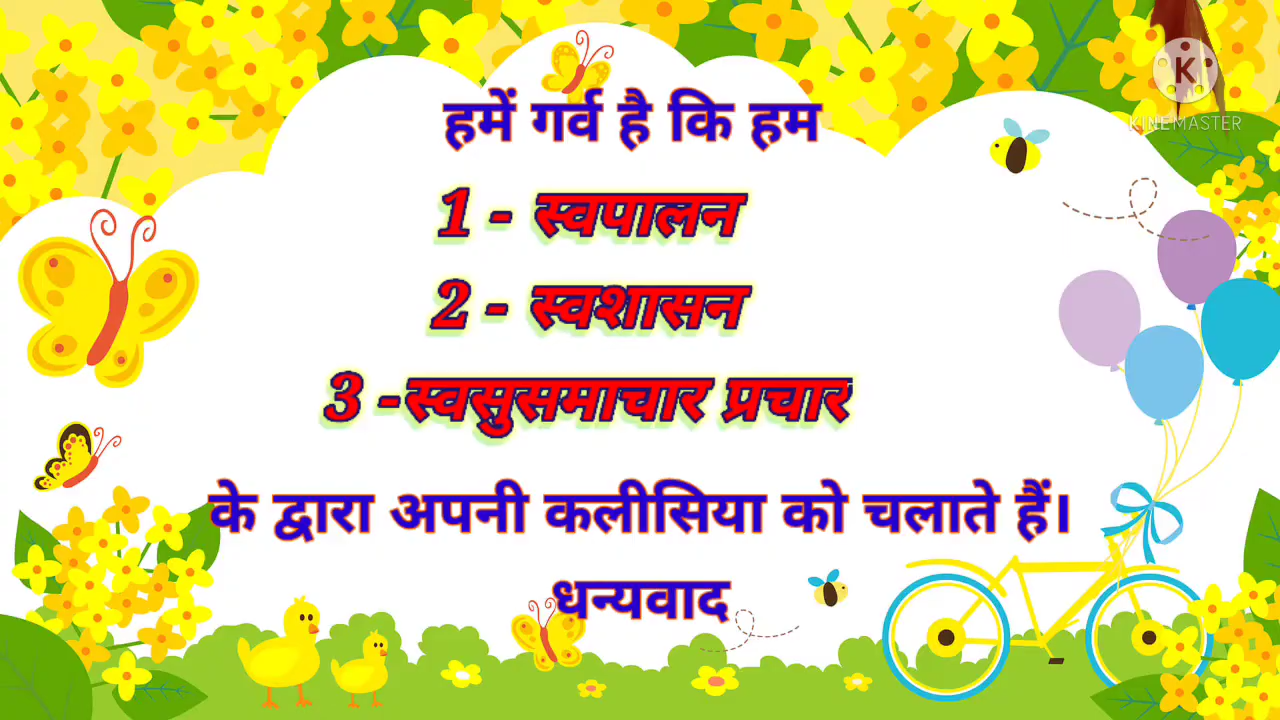 हमें गर्व है कि हम
1 - स्वपालन
2 - स्वशासन
3 -स्वसुसमाचार प्रचार
के द्वारा अपनी कलीसिया को चलाते हैं।
धन्यवाद
K
KINEMASTER